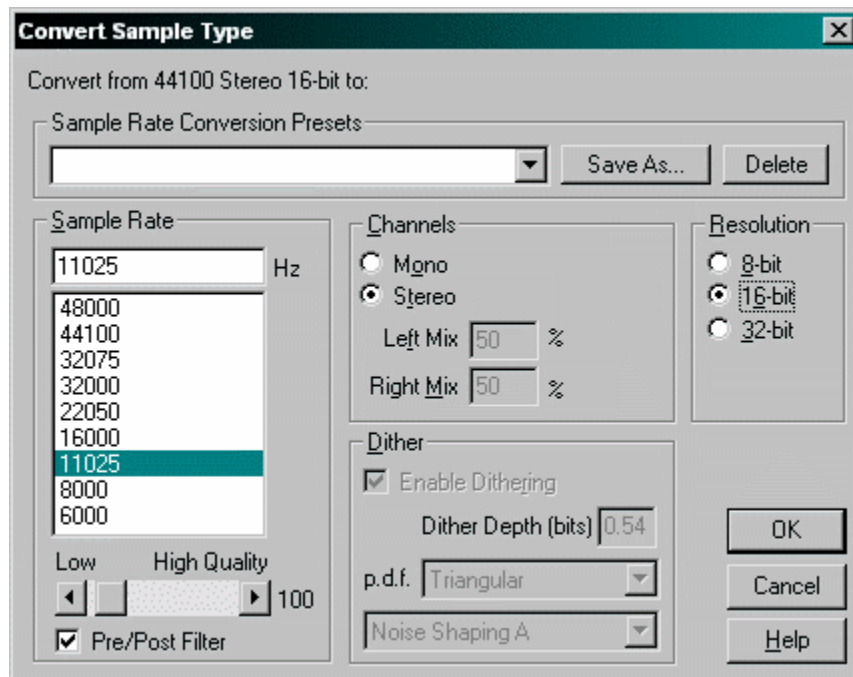 Convert Sample Type
Convert from 44100 Stereo 16-bit to:
Sample Rate Conversion Presets
Save As...
Delete
Sample Rate
11025 Hz
48000
44100
32075
32000
22050
16000
11025
8000
6000
Low High Quality
100
Pre/Post Filter
Channels
Mono
Stereo
Left Mix 50 %
Right Mix 50 %
Dither
Enable Dithering
Dither Depth (bits) 0.54
p.d.f. Triangular
Noise Shaping A
Resolution
8-bit
16-bit
32-bit
OK
Cancel
Help